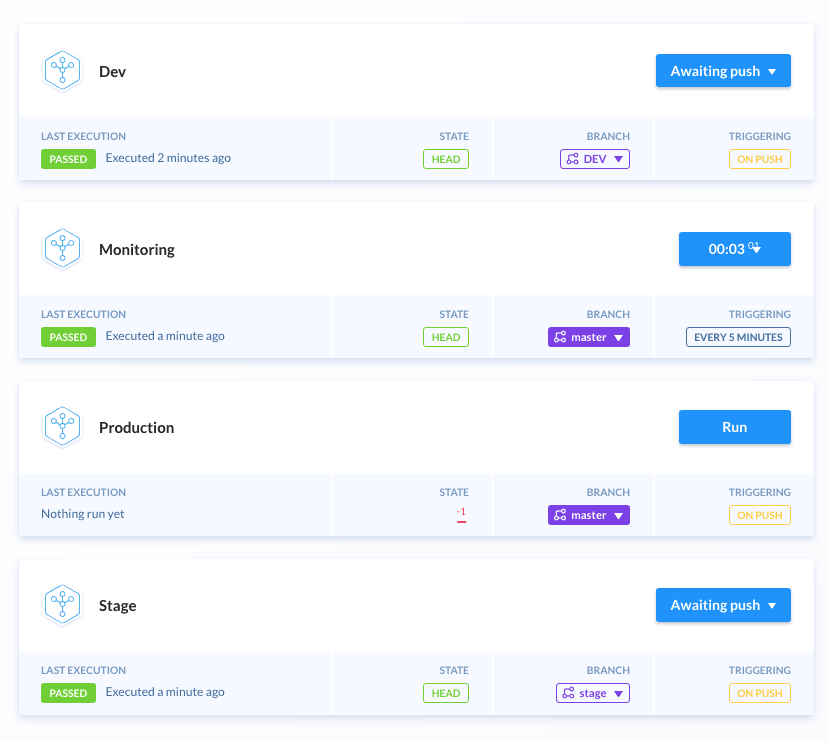 Dev
Awaiting push
LAST EXECUTION STATE BRANCH TRIGGERING
PASSED Executed 2 minutes ago HEAD DEV ON PUSH
Monitoring
00:03
LAST EXECUTION STATE BRANCH TRIGGERING
PASSED Executed a minute ago HEAD master EVERY 5 MINUTES
Production
Run
LAST EXECUTION STATE BRANCH TRIGGERING
Nothing run yet -1 master ON PUSH
Stage
Awaiting push
LAST EXECUTION STATE BRANCH TRIGGERING
PASSED Executed a minute ago HEAD stage ON PUSH